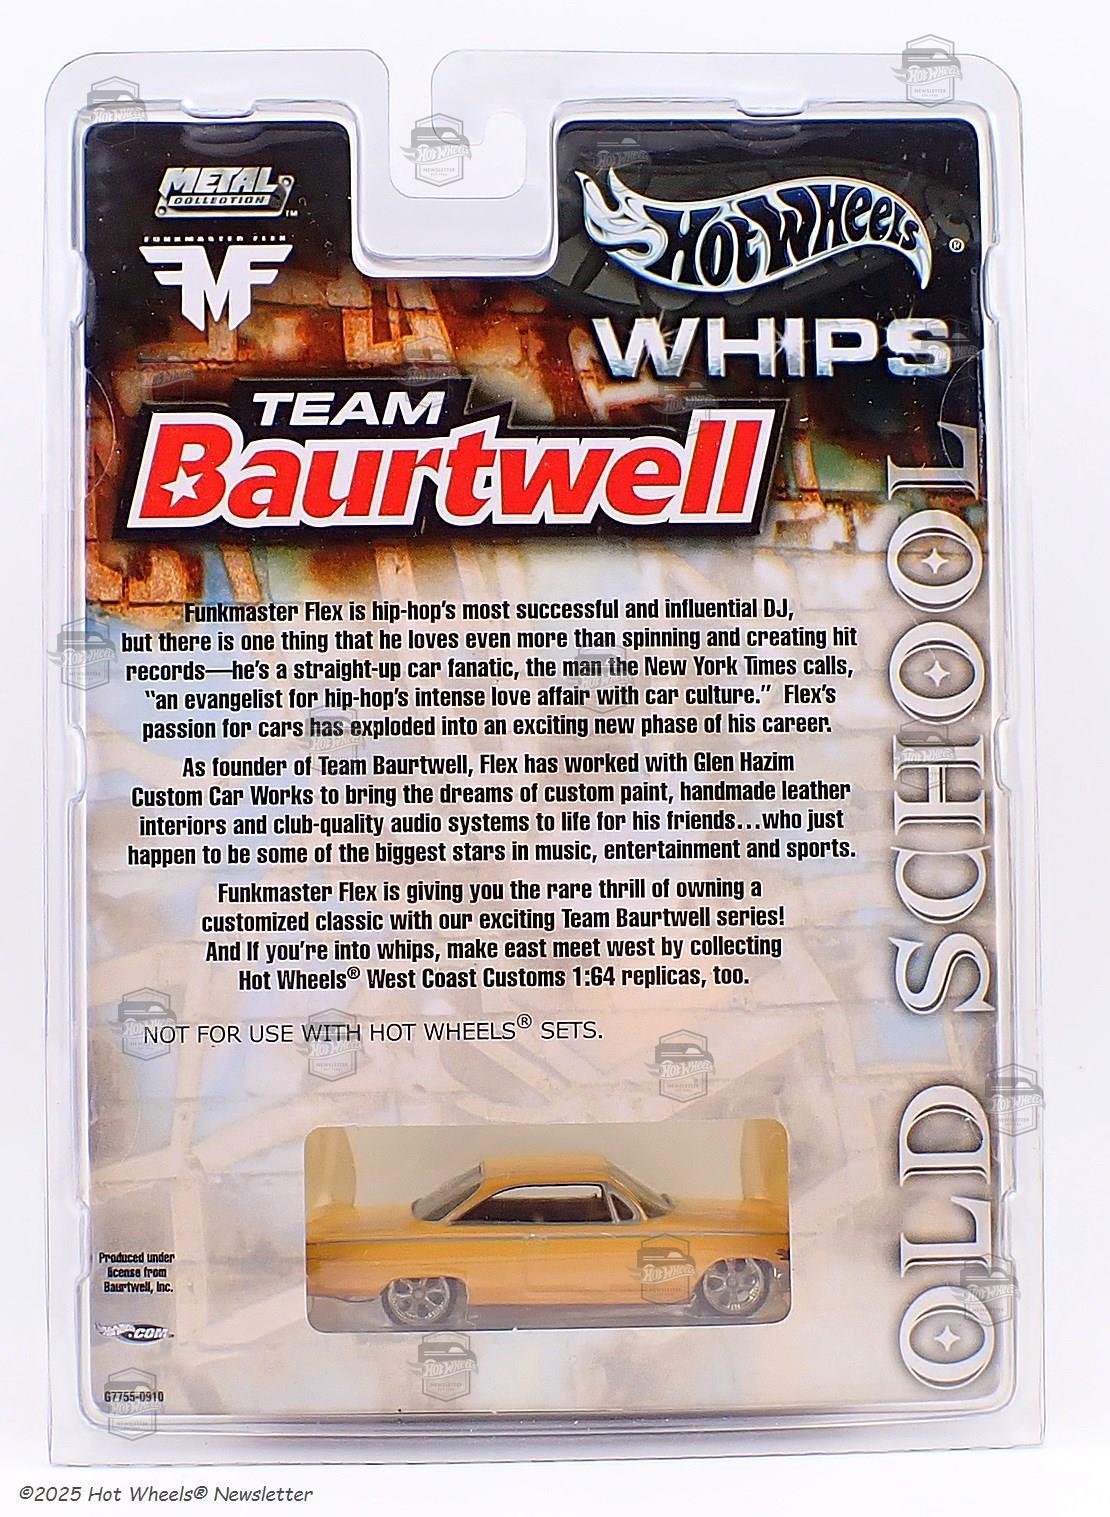 METAL
COLLECTION™
FUNKMASTER FLEX
FMF
HOT WHEELS®
WHIPS
TEAM
Baurtwell
OLD SCHOOL
Funkmaster Flex is hip-hop's most successful and influential DJ,
but there is one thing that he loves even more than spinning and creating hit
records—he's a straight-up car fanatic, the man the New York Times calls,
"an evangelist for hip-hop's intense love affair with car culture." Flex's
passion for cars has exploded into an exciting new phase of his career.
As founder of Team Baurtwell, Flex has worked with Glen Hazim
Custom Car Works to bring the dreams of custom paint, handmade leather
interiors and club-quality audio systems to life for his friends...who just
happen to be some of the biggest stars in music, entertainment and sports.
Funkmaster Flex is giving you the rare thrill of owning a
customized classic with our exciting Team Baurtwell series!
And If you're into whips, make east meet west by collecting
Hot Wheels® West Coast Customs 1:64 replicas, too.
NOT FOR USE WITH HOT WHEELS® SETS.
Produced under
license from
Baurtwell, Inc.
Hot Wheels.COM
G7755-0910
©2025 Hot Wheels® Newsletter